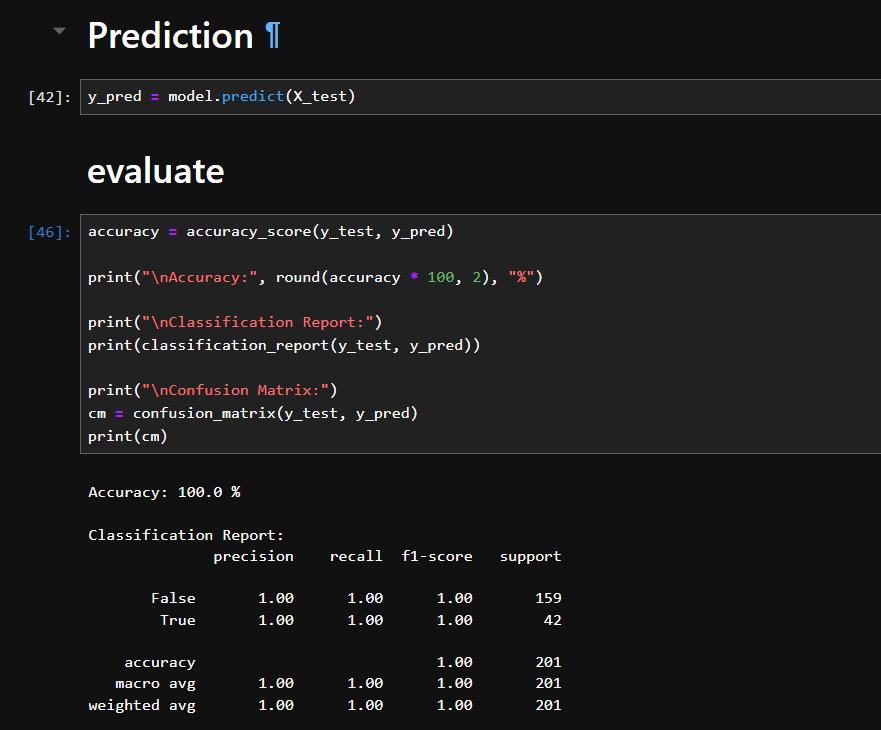 Prediction ¶
[42]: y_pred = model.predict(X_test)
evaluate
[46]: accuracy = accuracy_score(y_test, y_pred)
print("\nAccuracy:", round(accuracy * 100, 2), "%")
print("\nClassification Report:")
print(classification_report(y_test, y_pred))
print("\nConfusion Matrix:")
cm = confusion_matrix(y_test, y_pred)
print(cm)
Accuracy: 100.0 %
Classification Report:
precision recall f1-score support
False 1.00 1.00 1.00 159
True 1.00 1.00 1.00 42
accuracy 1.00 201
macro avg 1.00 1.00 1.00 201
weighted avg 1.00 1.00 1.00 201